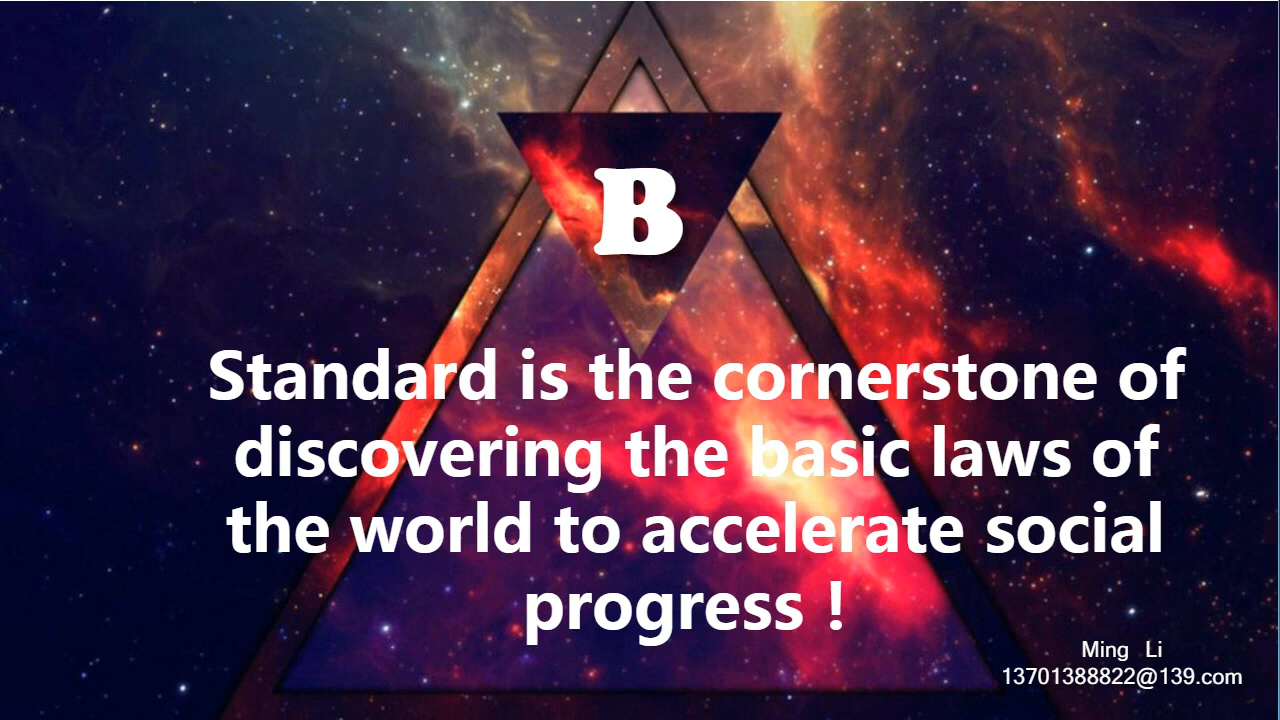 B
Standard is the cornerstone of
discovering the basic laws of
the world to accelerate social
progress！
Ming Li
13701388822@139.com